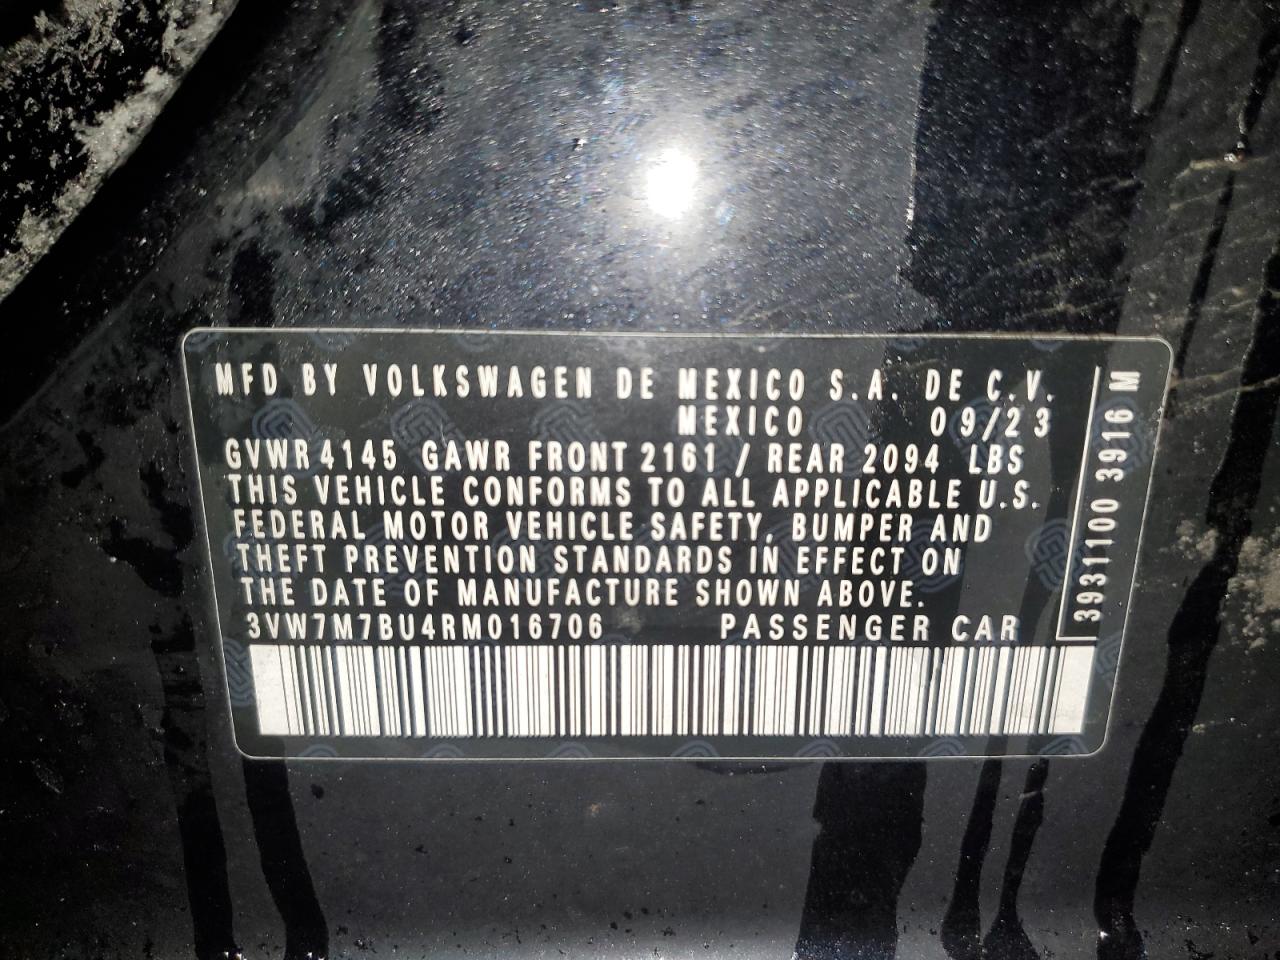 MFD BY VOLKSWAGEN DE MEXICO S.A. DE C.V.
MEXICO 09/23
GVWR 4145 GAWR FRONT 2161 / REAR 2094 LBS
THIS VEHICLE CONFORMS TO ALL APPLICABLE U.S.
FEDERAL MOTOR VEHICLE SAFETY, BUMPER AND
THEFT PREVENTION STANDARDS IN EFFECT ON
THE DATE OF MANUFACTURE SHOWN ABOVE.
3VW7M7BU4RM016706 PASSENGER CAR
3931100 3916 M